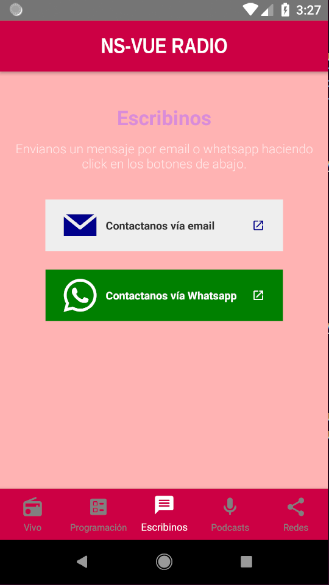 3:27
NS-VUE RADIO
Escribinos
Envianos un mensaje por email o whatsapp haciendo
click en los botones de abajo.
Contactanos vía email
Contactanos vía Whatsapp
Vivo
Programación
Escribinos
Podcasts
Redes